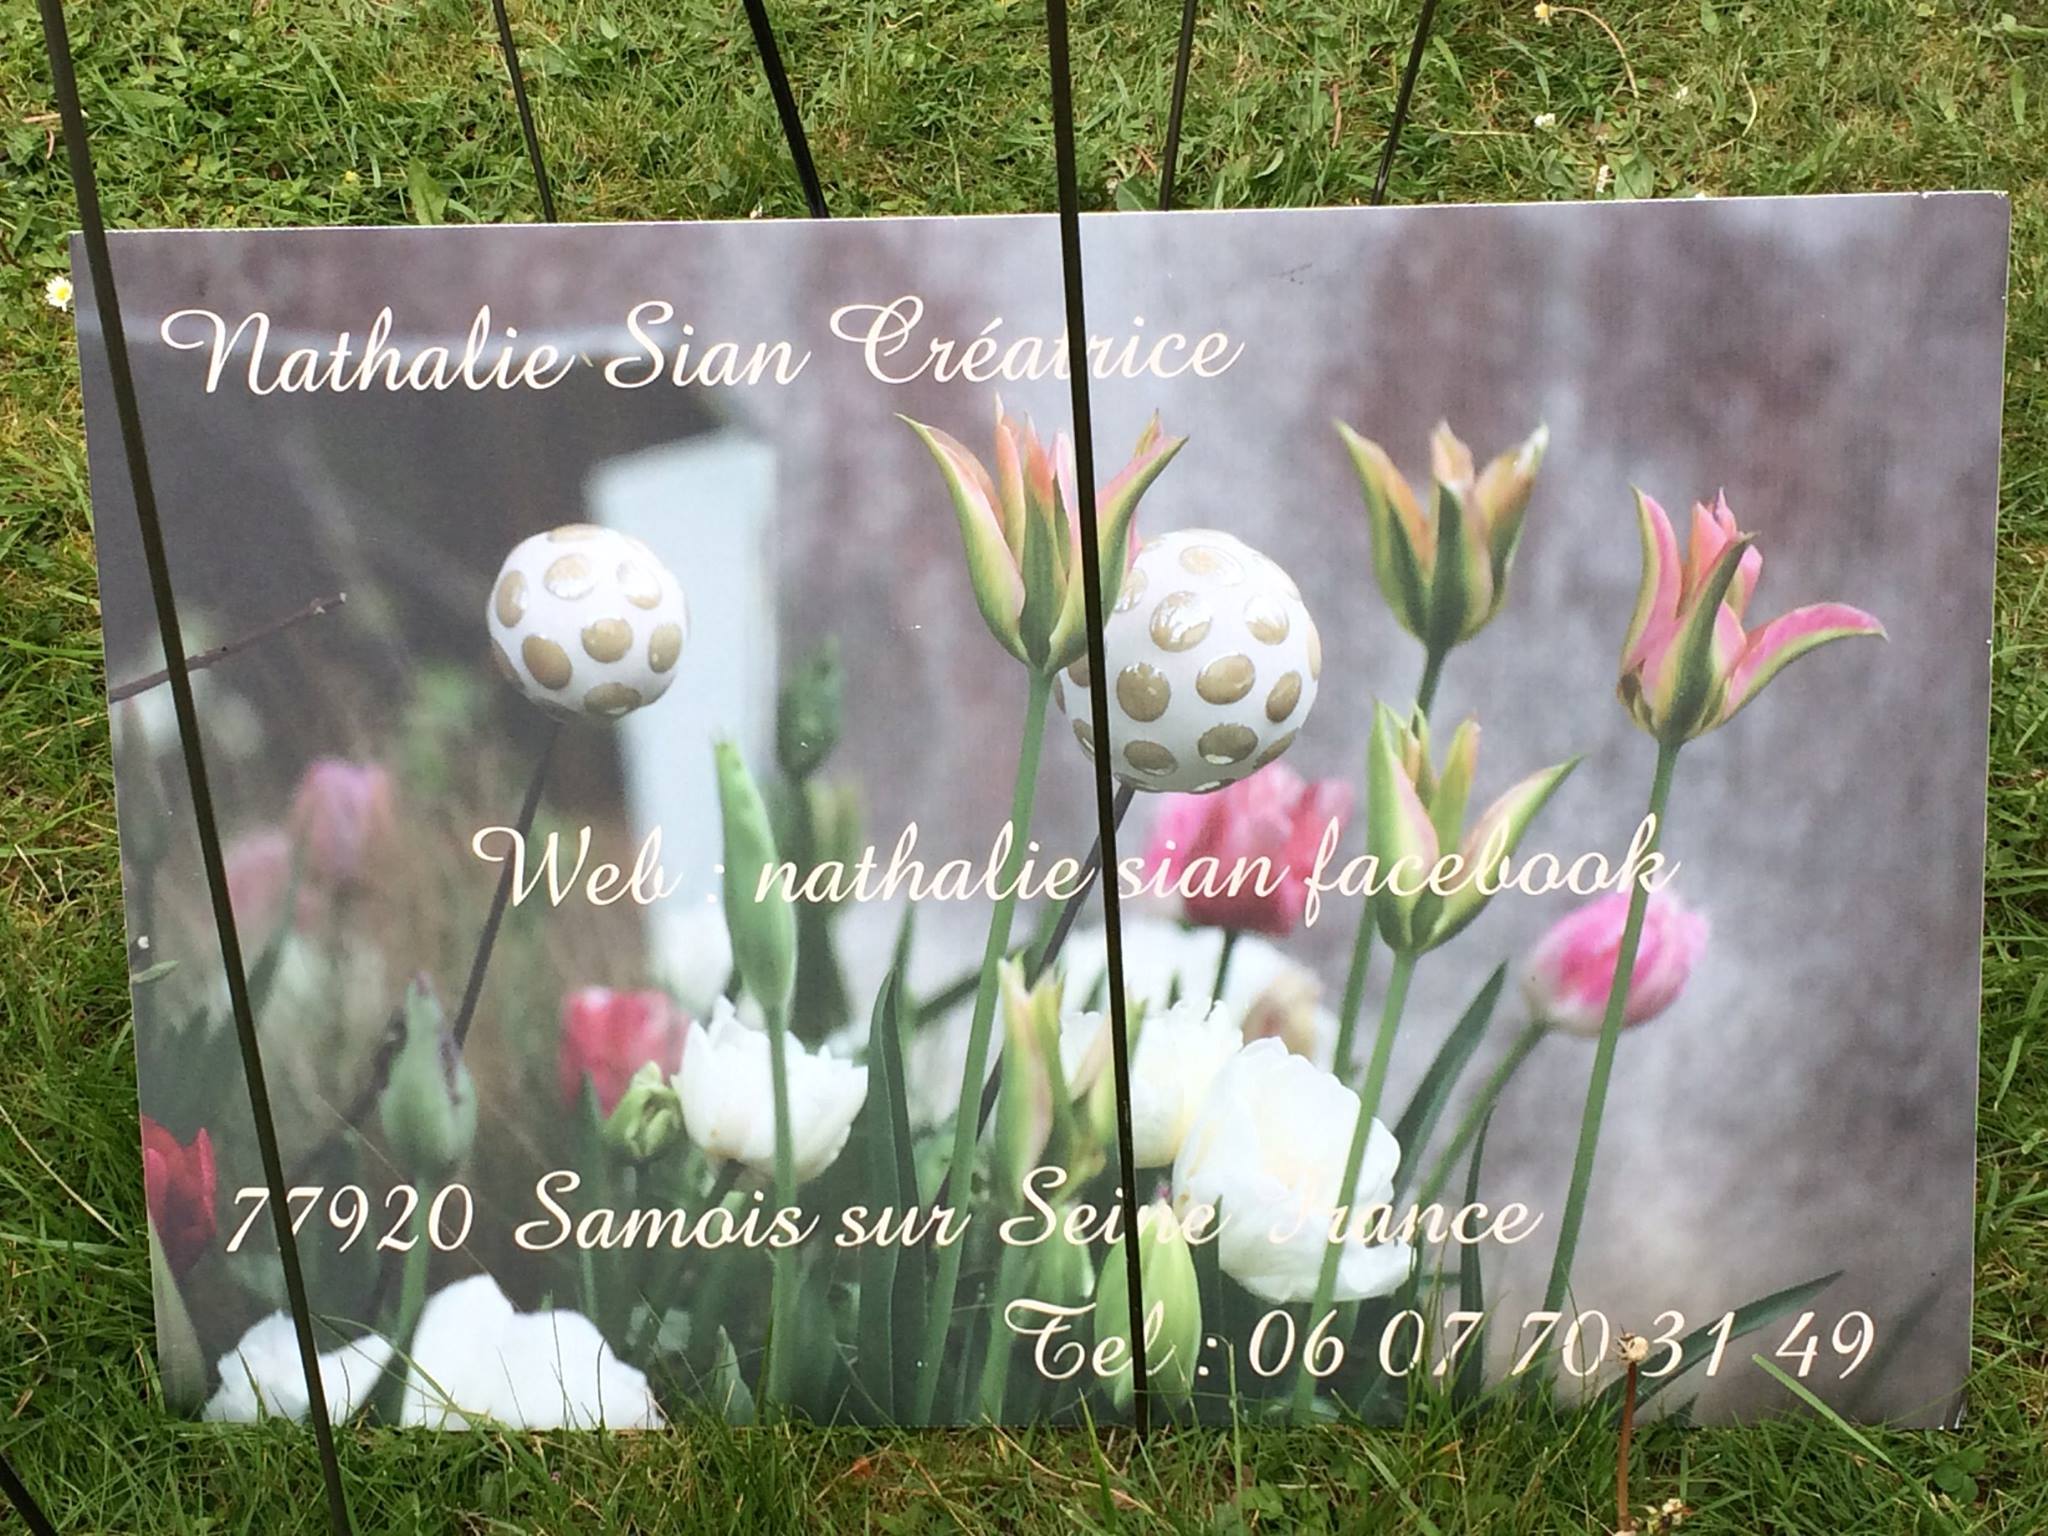 Nathalie Sian Créatrice
Web : nathalie sian facebook
77920 Samois sur Seine France
Tel : 06 07 70 31 49